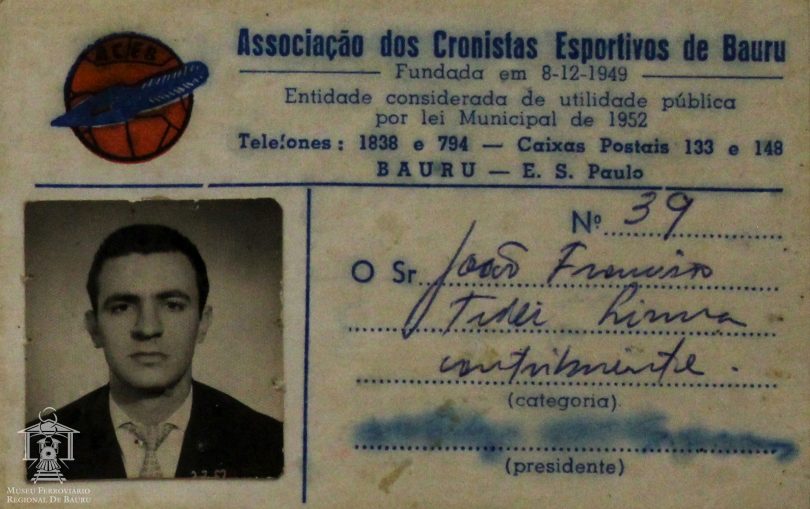 A.C.E.B.
Associação dos Cronistas Esportivos de Bauru
Fundada em 8-12-1949
Entidade considerada de utilidade pública
por lei Municipal de 1952
Telefones: 1838 e 794 — Caixas Postais 133 e 148
BAURU — E. S. Paulo
Nº 39
O Sr. João Francisco
Tidei Lima
contribuinte.
(categoria)
(presidente)
MUSEU FERROVIÁRIO
REGIONAL DE BAURU